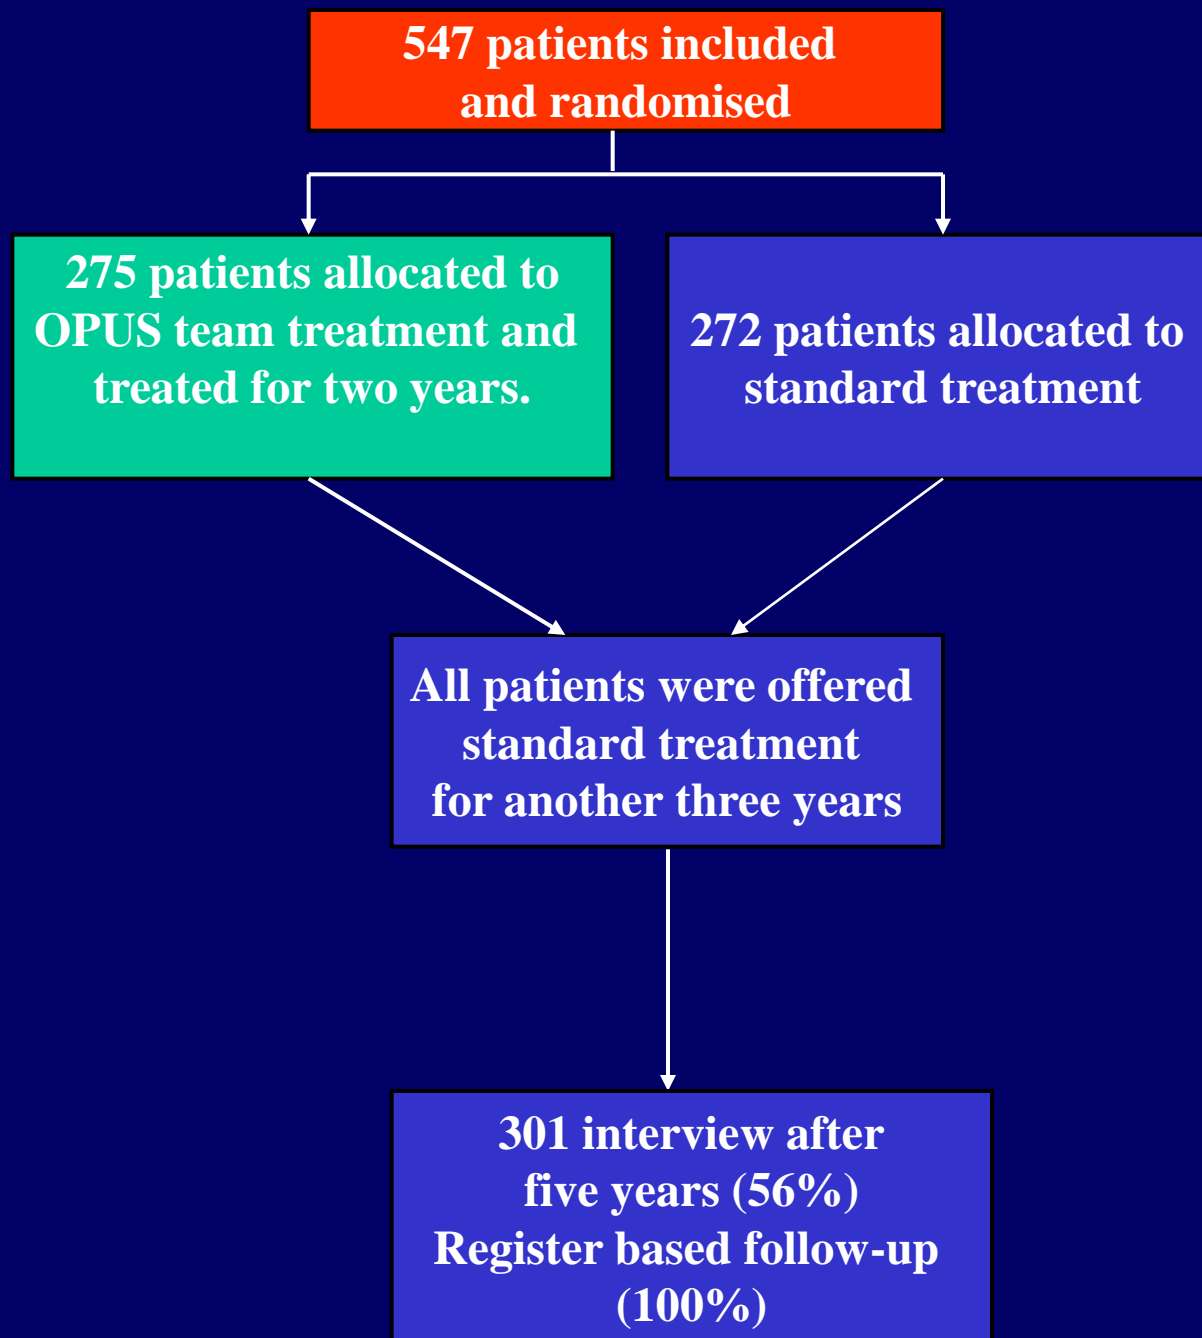 547 patients included
and randomised
275 patients allocated to
OPUS team treatment and
treated for two years.
272 patients allocated to
standard treatment
All patients were offered
standard treatment
for another three years
301 interview after
five years (56%)
Register based follow-up
(100%)